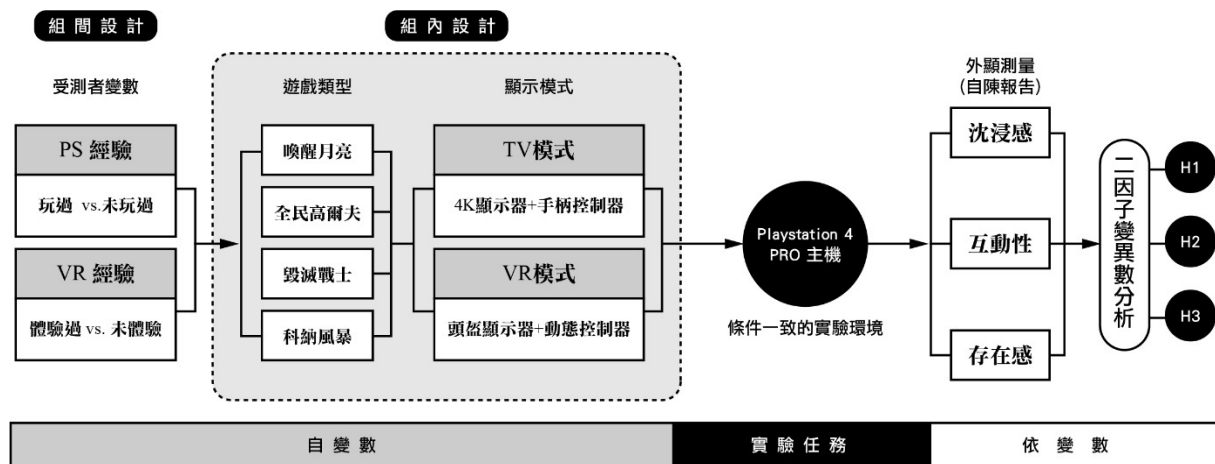 組間設計
組內設計
受測者變數
遊戲類型
顯示模式
外顯測量
(自陳報告)
PS 經驗
玩過 vs.未玩過
VR 經驗
體驗過 vs. 未體驗
喚醒月亮
全民高爾夫
毀滅戰士
科納風暴
TV模式
4K顯示器+手柄控制器
VR模式
頭盔顯示器+動態控制器
Playstation 4
PRO 主機
條件一致的實驗環境
沈浸感
互動性
存在感
二因子變異數分析
H1
H2
H3
自變數
實驗任務
依變數